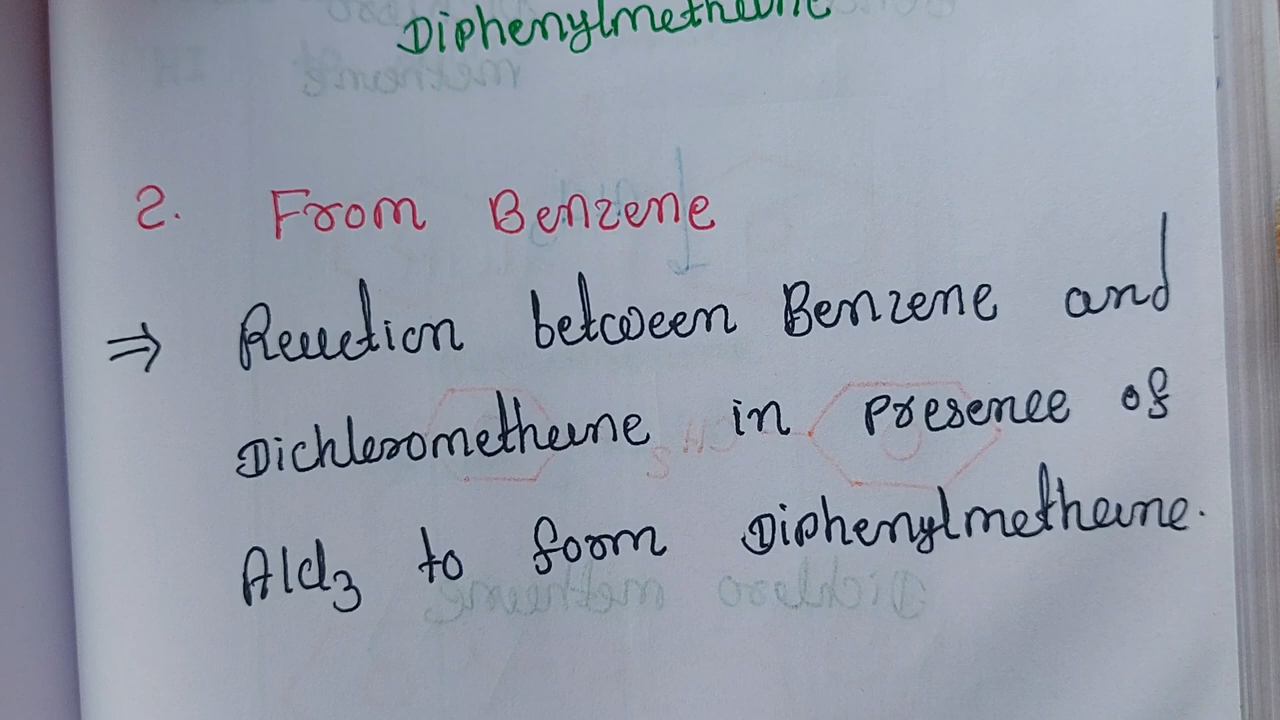 Diphenylmethane
2. From Benzene
⇒ Reaction between Benzene and
Dichloromethane in presence of
AlCl3 to form Diphenylmethane.